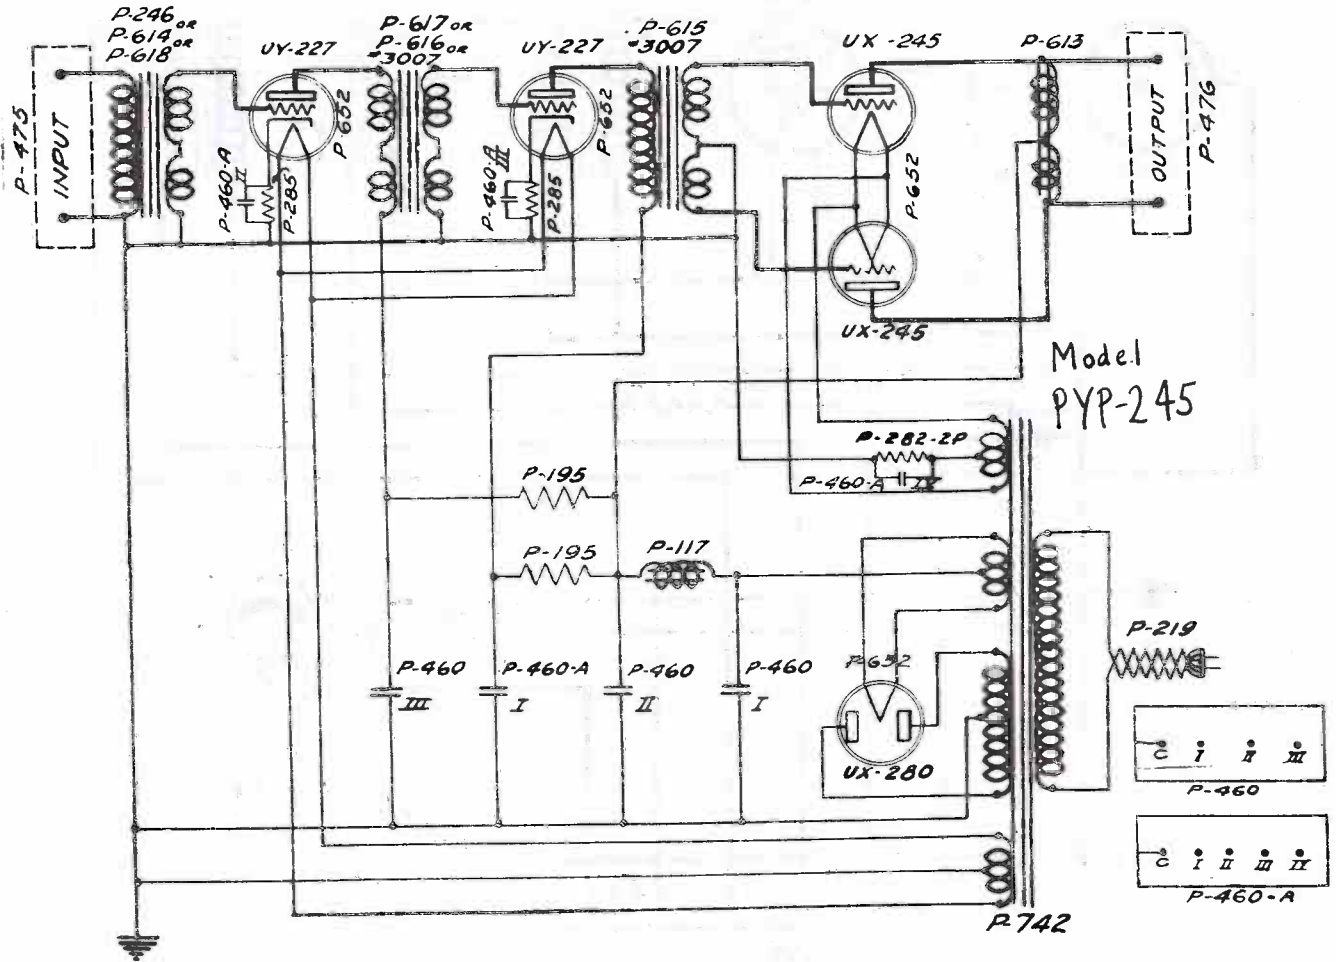 P-246 OR
P-614 OR
P-618
UY-227
P-617 OR
P-616 OR
-3007
UY-227
P-615
-3007
UX-245
P-613
P-475
INPUT
P-652
P-652
P-652
OUTPUT
P-476
P-460-A
II
P-285
P-460-A
III
P-285
UX-245
Model
PYP-245
P-282-2P
P-460-A
IV
P-195
P-195
P-117
P-219
P-460
III
P-460-A
I
P-460
II
P-460
I
P-652
UX-280
C I II III
P-460
C I II III IV
P-460-A
P-742